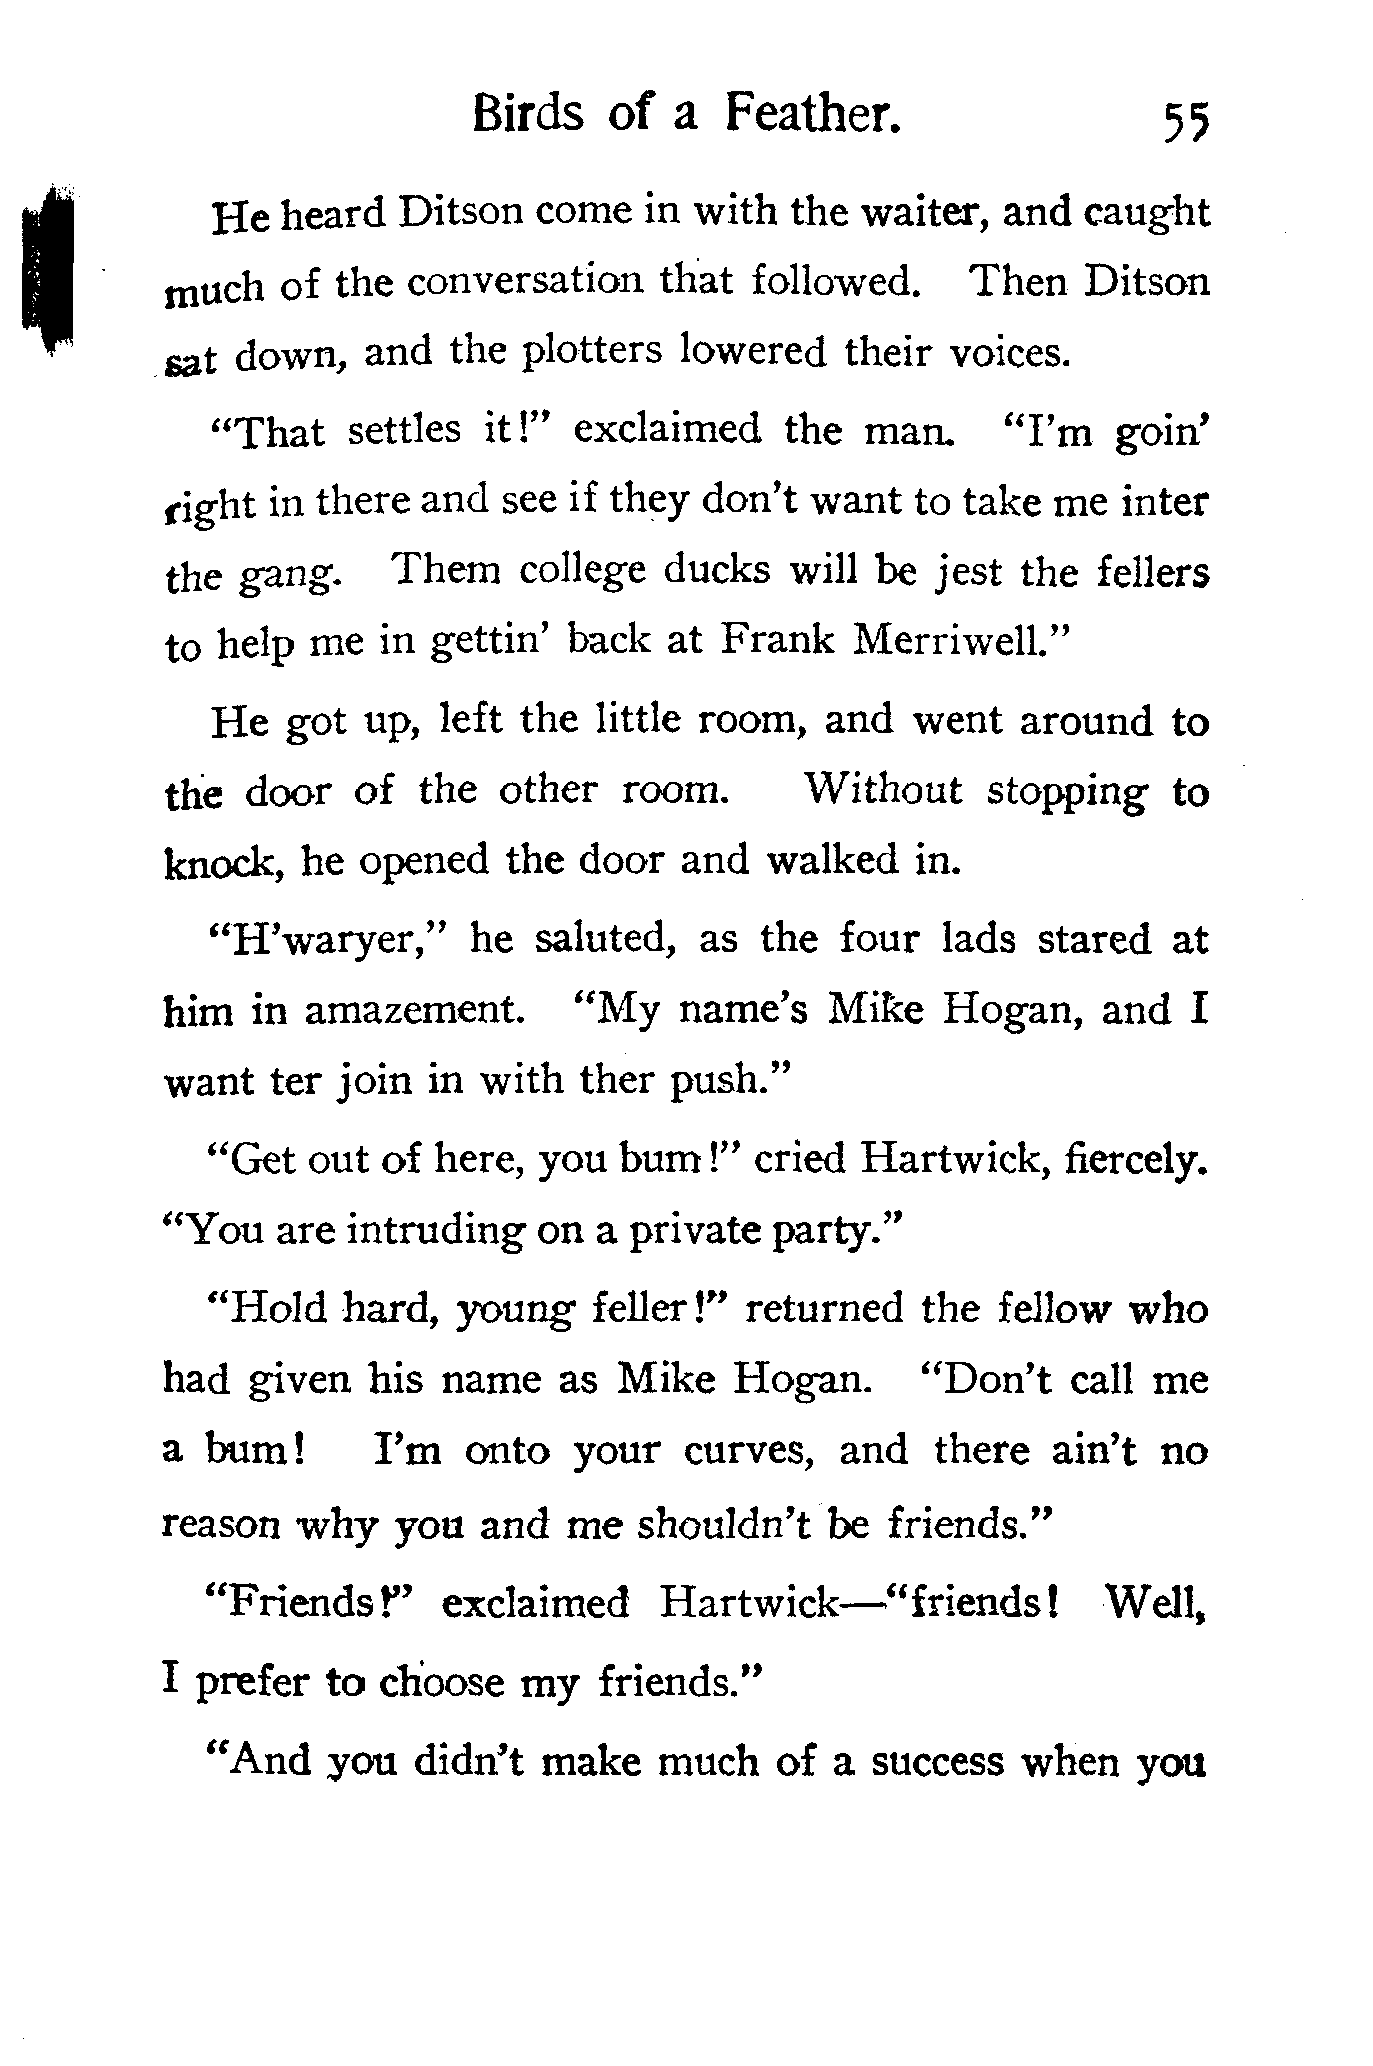 Birds of a Feather. 55
He heard Ditson come in with the waiter, and caught
much of the conversation that followed. Then Ditson
sat down, and the plotters lowered their voices.
"That settles it!" exclaimed the man. "I'm goin'
right in there and see if they don't want to take me inter
the gang. Them college ducks will be jest the fellers
to help me in gettin' back at Frank Merriwell."
He got up, left the little room, and went around to
the door of the other room. Without stopping to
knock, he opened the door and walked in.
"H'waryer," he saluted, as the four lads stared at
him in amazement. "My name's Mike Hogan, and I
want ter join in with ther push."
"Get out of here, you bum!" cried Hartwick, fiercely.
"You are intruding on a private party."
"Hold hard, young feller!" returned the fellow who
had given his name as Mike Hogan. "Don't call me
a bum! I'm onto your curves, and there ain't no
reason why you and me shouldn't be friends."
"Friends!" exclaimed Hartwick—"friends! Well,
I prefer to choose my friends."
"And you didn't make much of a success when you